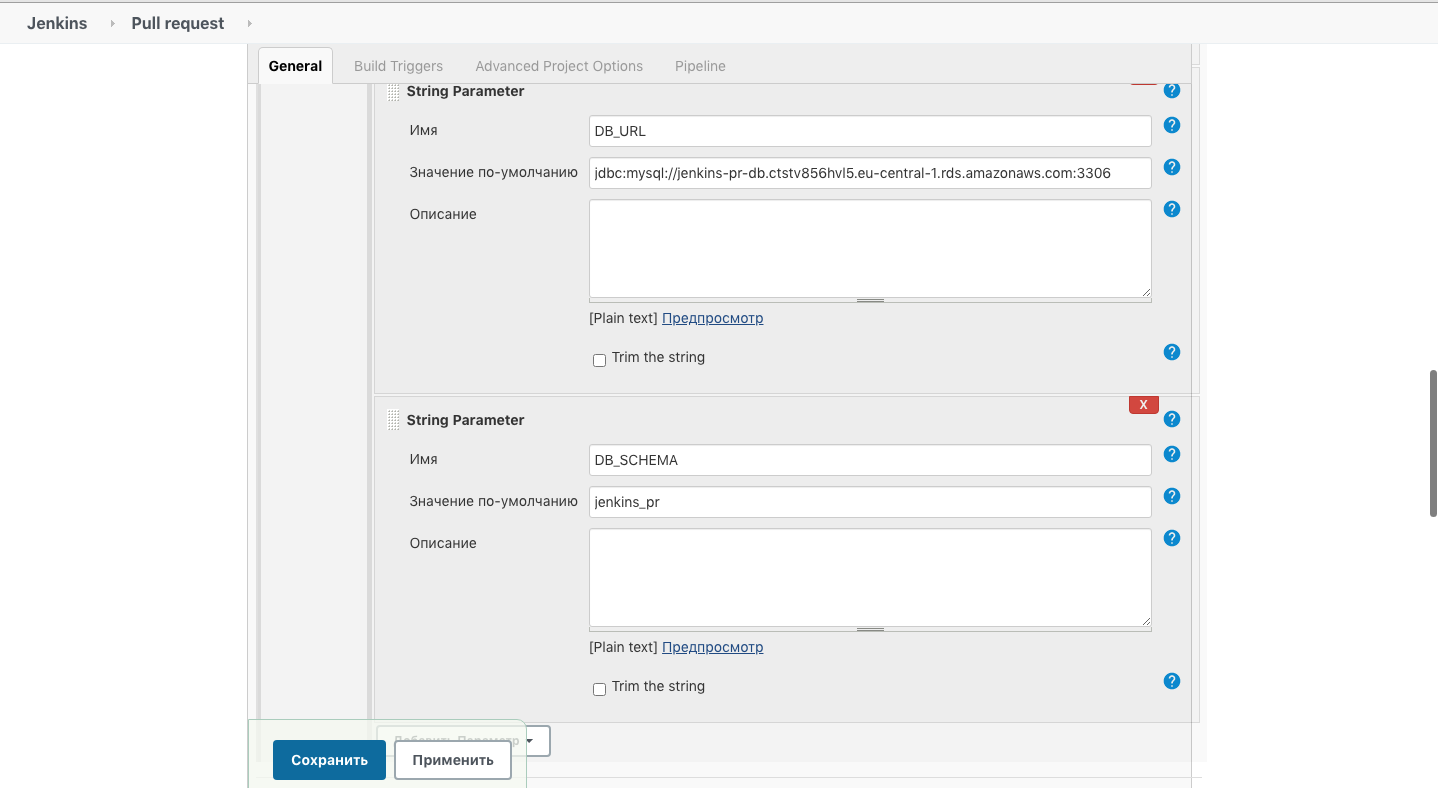 Jenkins
Pull request
General
Build Triggers
Advanced Project Options
Pipeline
String Parameter
Имя
DB_URL
Значение по-умолчанию
jdbc:mysql://jenkins-pr-db.ctstv856hvl5.eu-central-1.rds.amazonaws.com:3306
Описание
[Plain text] Предпросмотр
Trim the string
X
String Parameter
Имя
DB_SCHEMA
Значение по-умолчанию
jenkins_pr
Описание
[Plain text] Предпросмотр
Trim the string
Добавить Параметр
Сохранить
Применить